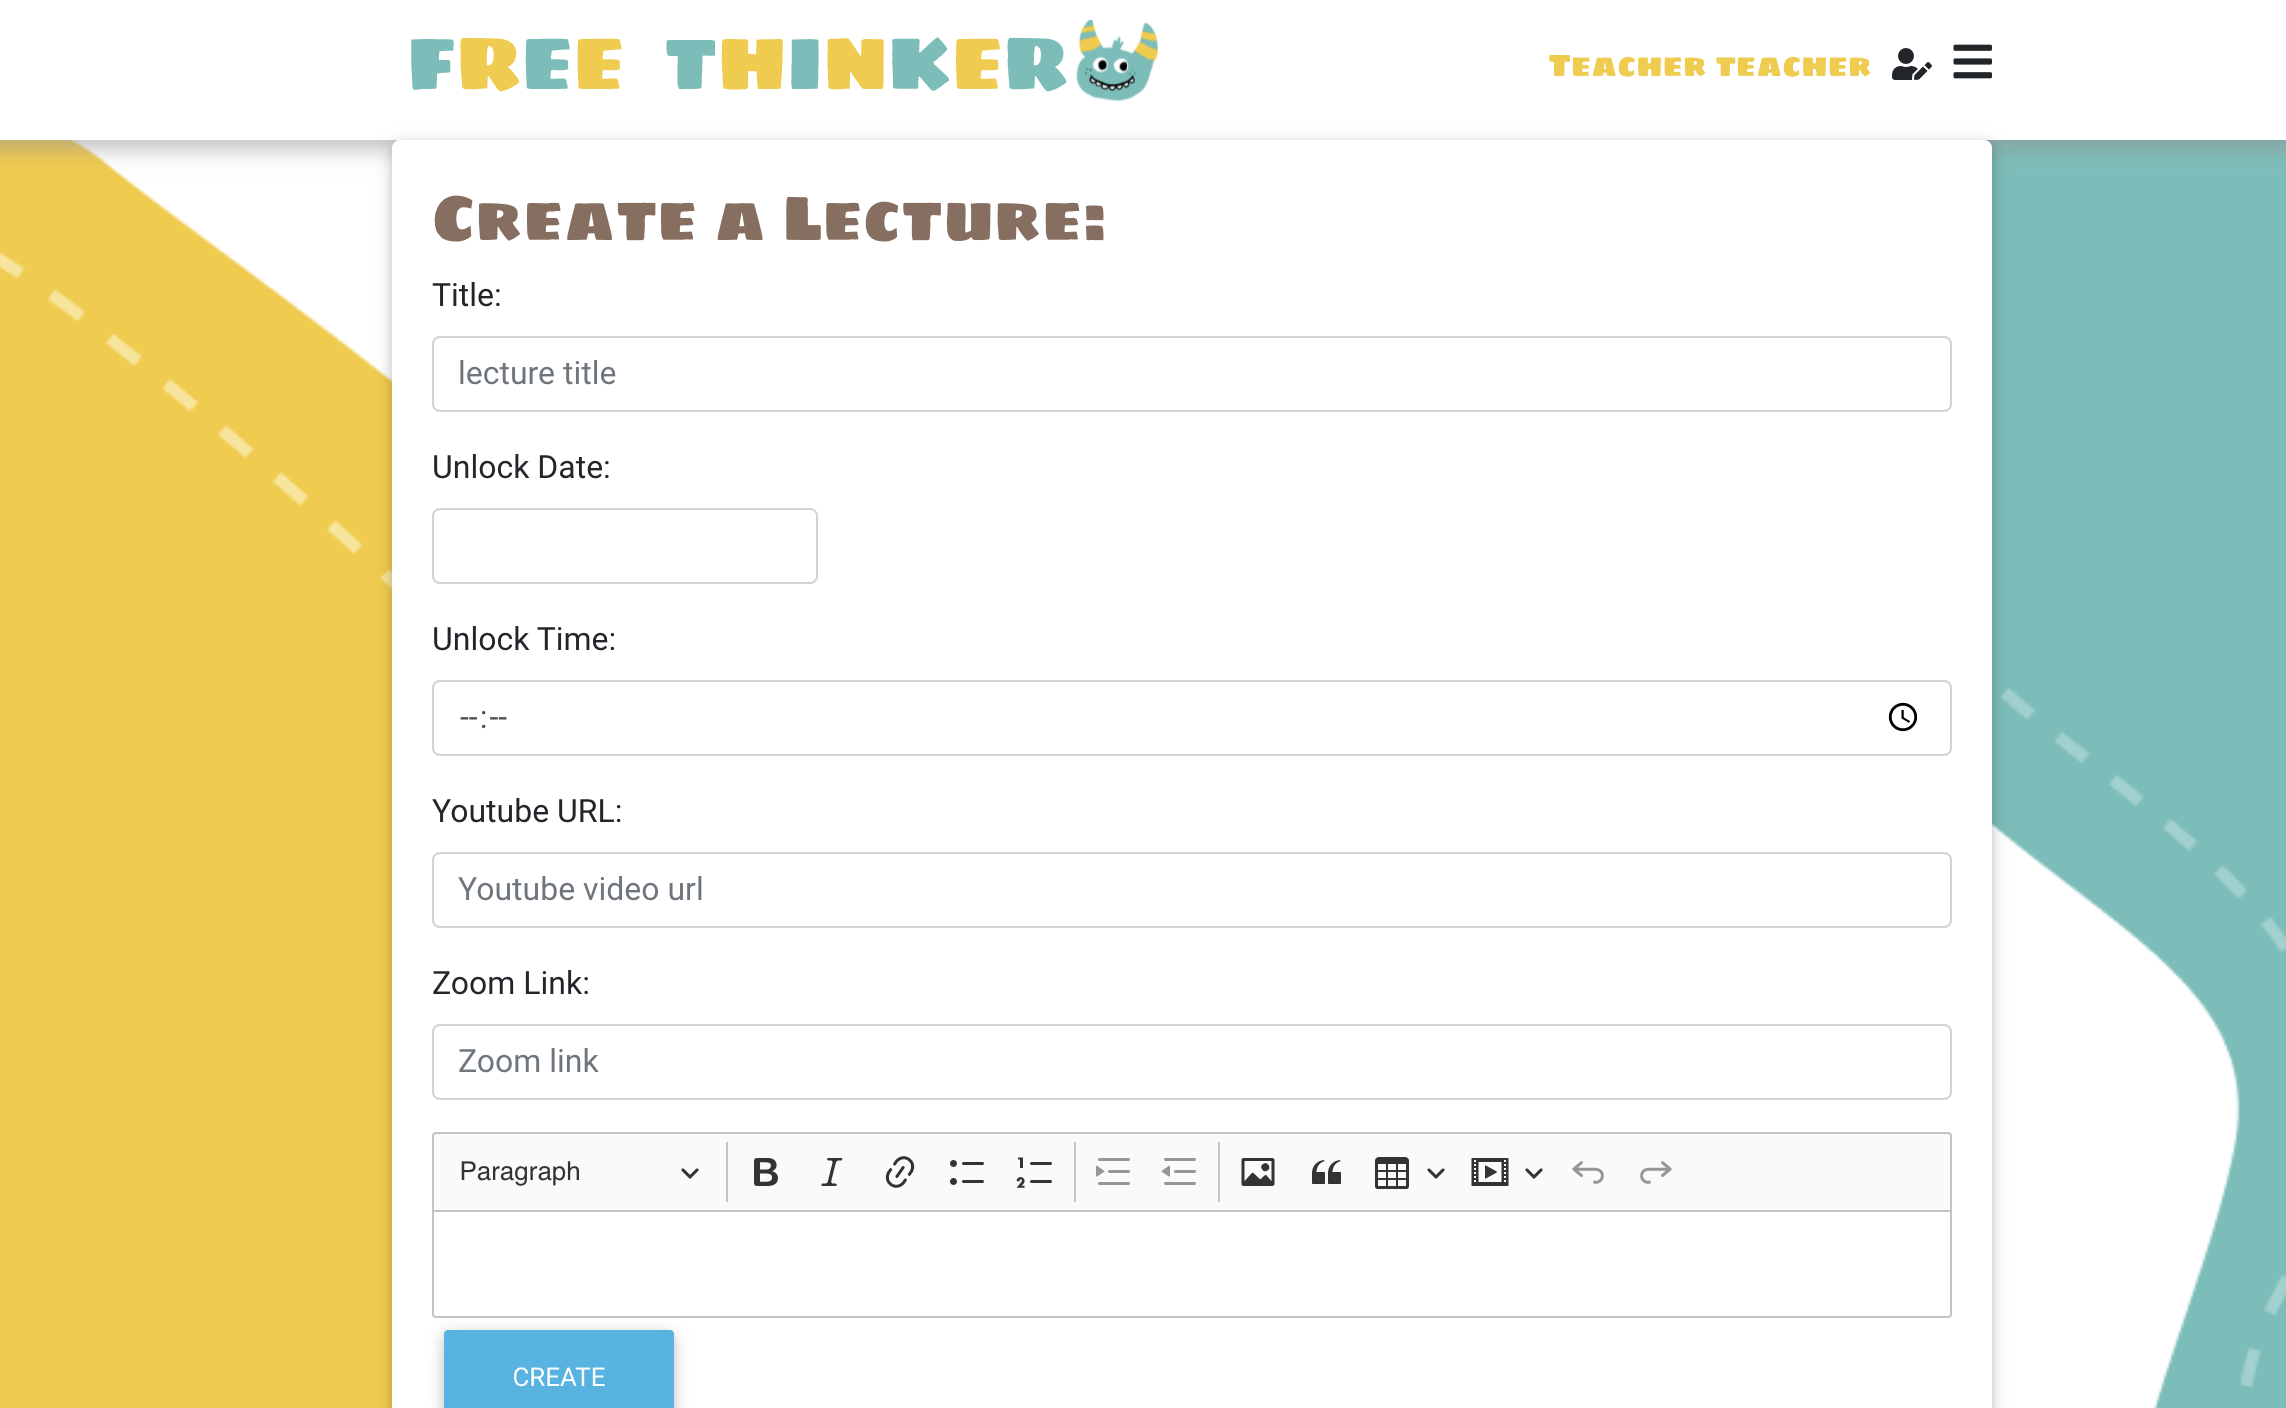 FREE THINKER
Teacher teacher
Create a Lecture:
Title:
lecture title
Unlock Date:
Unlock Time:
--:--
Youtube URL:
Youtube video url
Zoom Link:
Zoom link
Paragraph
CREATE